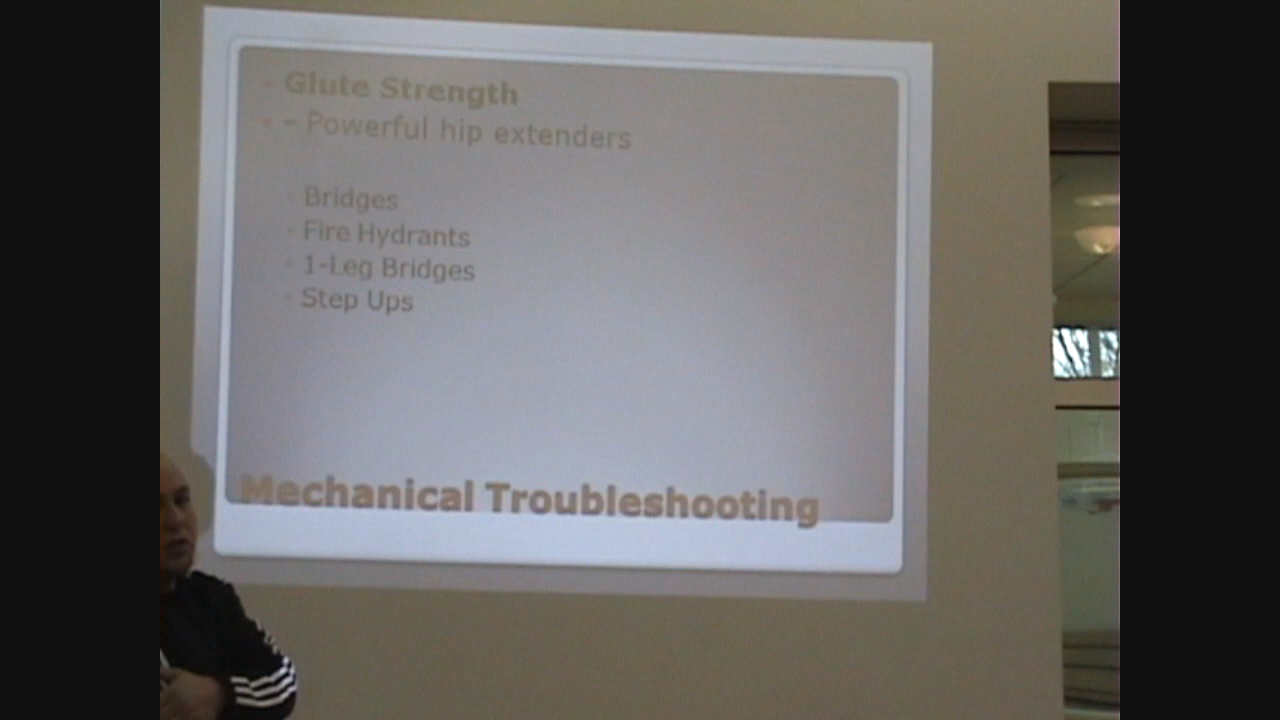 • Glute Strength
• – Powerful hip extenders
• Bridges
• Fire Hydrants
• 1-Leg Bridges
• Step Ups
Mechanical Troubleshooting